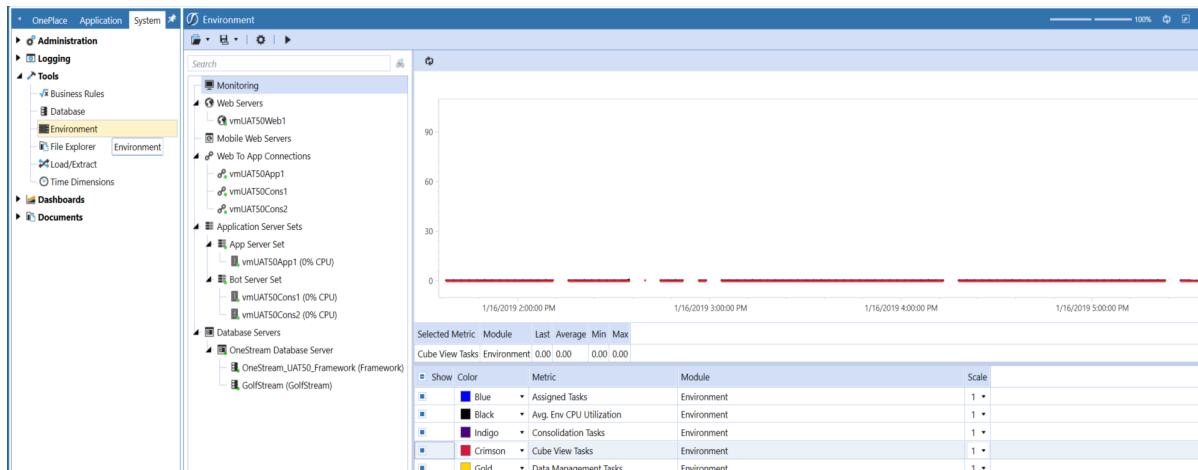 OnePlace Application System
Environment
100%
Administration
Logging
Tools
Business Rules
Database
Environment
File Explorer
Environment
Load/Extract
Time Dimensions
Dashboards
Documents
Search
Monitoring
Web Servers
vmUAT50Web1
Mobile Web Servers
Web To App Connections
vmUAT50App1
vmUAT50Cons1
vmUAT50Cons2
Application Server Sets
App Server Set
vmUAT50App1 (0% CPU)
Bot Server Set
vmUAT50Cons1 (0% CPU)
vmUAT50Cons2 (0% CPU)
Database Servers
OneStream Database Server
OneStream_UAT50_Framework (Framework)
GolfStream (GolfStream)
90
60
30
0
1/16/2019 2:00:00 PM 1/16/2019 3:00:00 PM 1/16/2019 4:00:00 PM 1/16/2019 5:00:00 PM
Selected Metric Module Last Average Min Max
Cube View Tasks Environment 0.00 0.00 0.00 0.00
Show Color Metric Module Scale
Blue Assigned Tasks Environment 1
Black Avg. Env CPU Utilization Environment 1
Indigo Consolidation Tasks Environment 1
Crimson Cube View Tasks Environment 1
Gold Data Management Tasks Environment 1